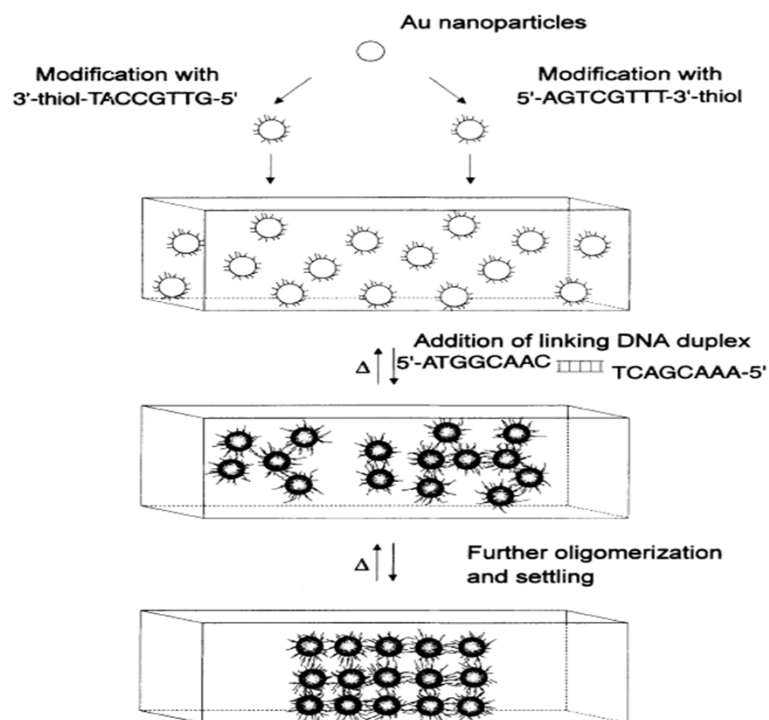 Au nanoparticles
Modification with
3'-thiol-TACCGTTG-5'
Modification with
5'-AGTCGTTT-3'-thiol
Addition of linking DNA duplex
Δ
5'-ATGGCAAC
TCAGCAAA-5'
Δ
Further oligomerization
and settling